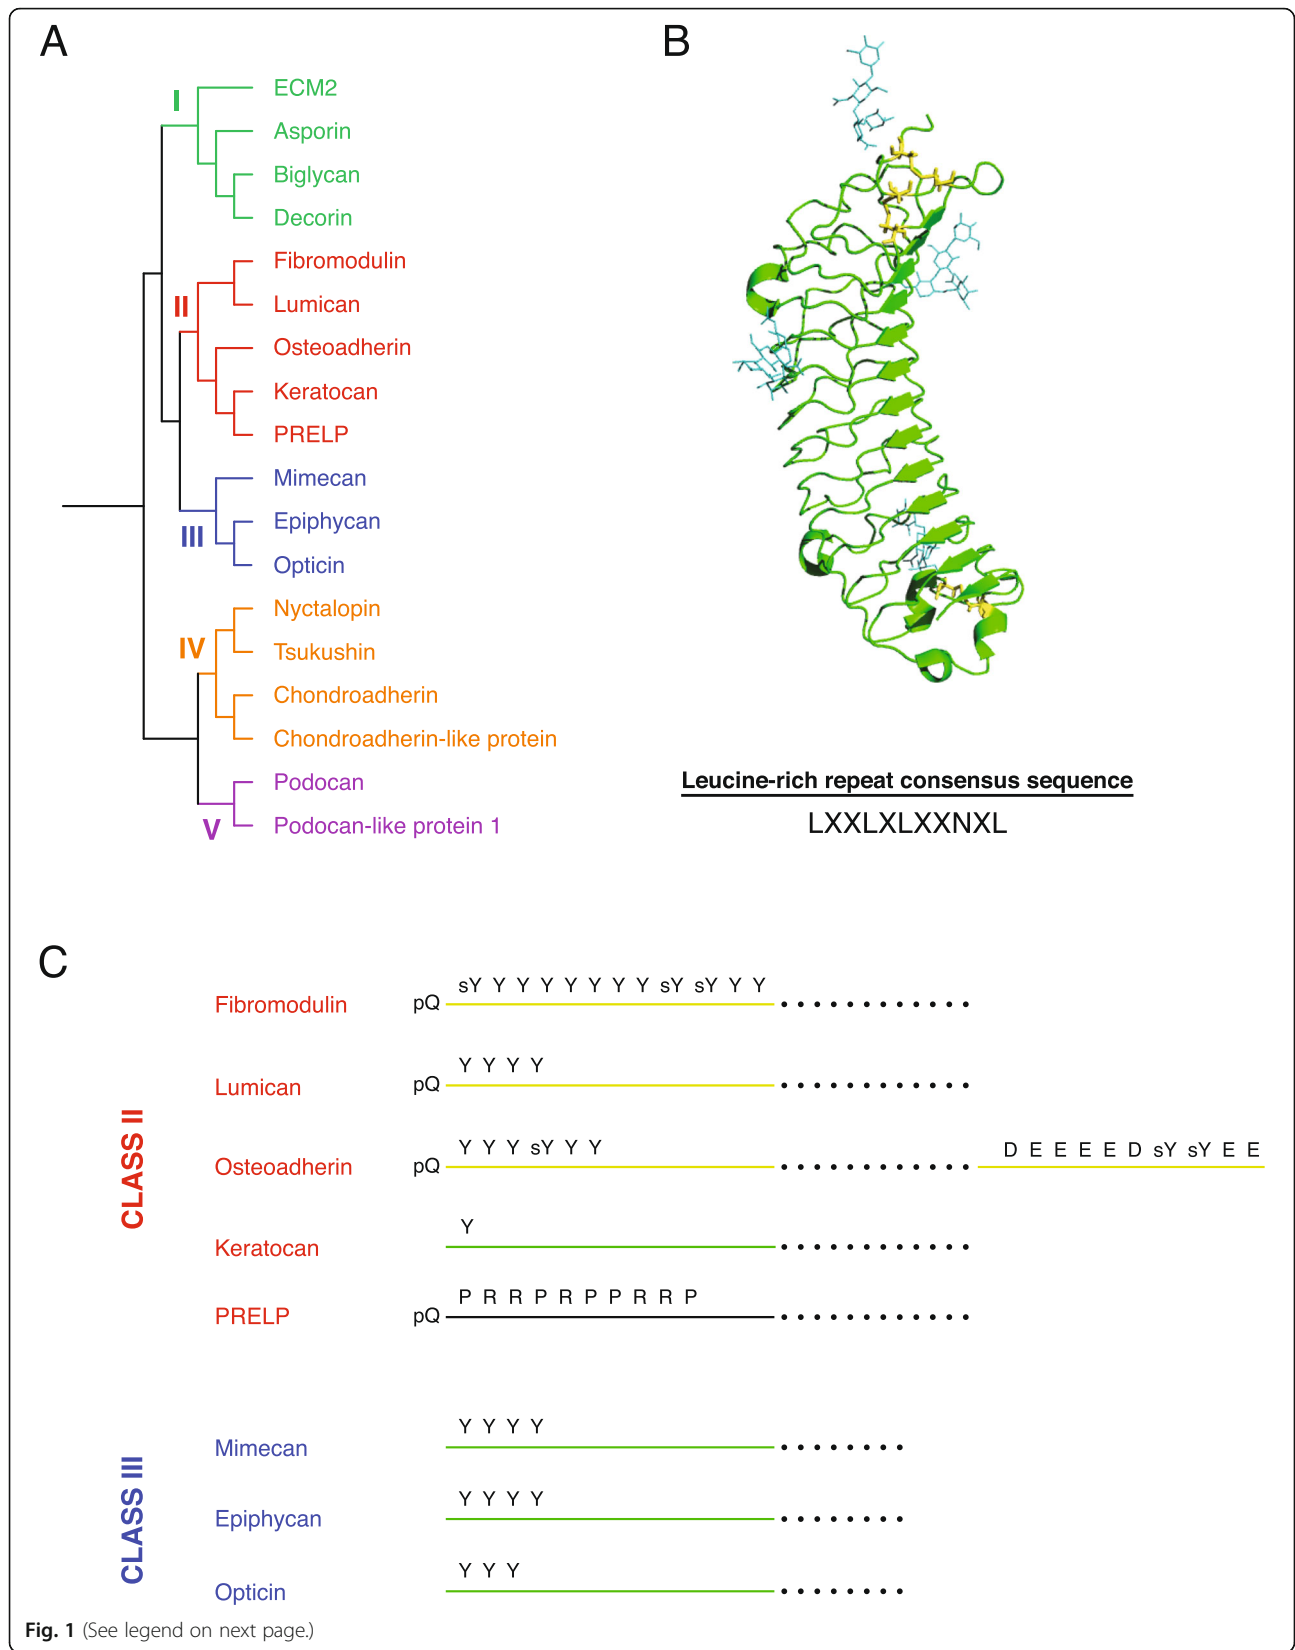 A
I
ECM2
Asporin
Biglycan
Decorin
II
Fibromodulin
Lumican
Osteoadherin
Keratocan
PRELP
III
Mimecan
Epiphycan
Opticin
IV
Nyctalopin
Tsukushin
Chondroadherin
Chondroadherin-like protein
V
Podocan
Podocan-like protein 1
B
Leucine-rich repeat consensus sequence
LXXLXLXXNXL
C
CLASS II
sY Y Y Y Y Y Y Y sY sY Y Y
Fibromodulin pQ
Y Y Y Y
Lumican pQ
Y Y Y sY Y Y D E E E E D sY sY E E
Osteoadherin pQ
Y
Keratocan
P R R P R P P R R P
PRELP pQ
CLASS III
Y Y Y Y
Mimecan
Y Y Y Y
Epiphycan
Y Y Y
Opticin
Fig. 1 (See legend on next page.)